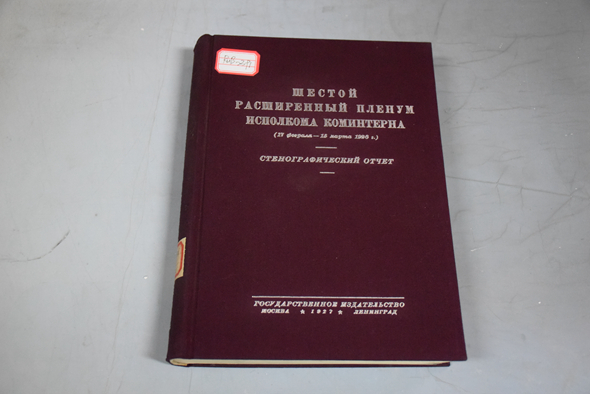 ШЕСТОЙ
РАСШИРЕННЫЙ ПЛЕНУМ
ИСПОЛКОМА КОМИНТЕРНА
(17 февраля — 15 марта 1926 г.)
СТЕНОГРАФИЧЕСКИЙ ОТЧЕТ
ГОСУДАРСТВЕННОЕ ИЗДАТЕЛЬСТВО
МОСКВА ★ 1927 ★ ЛЕНИНГРАД